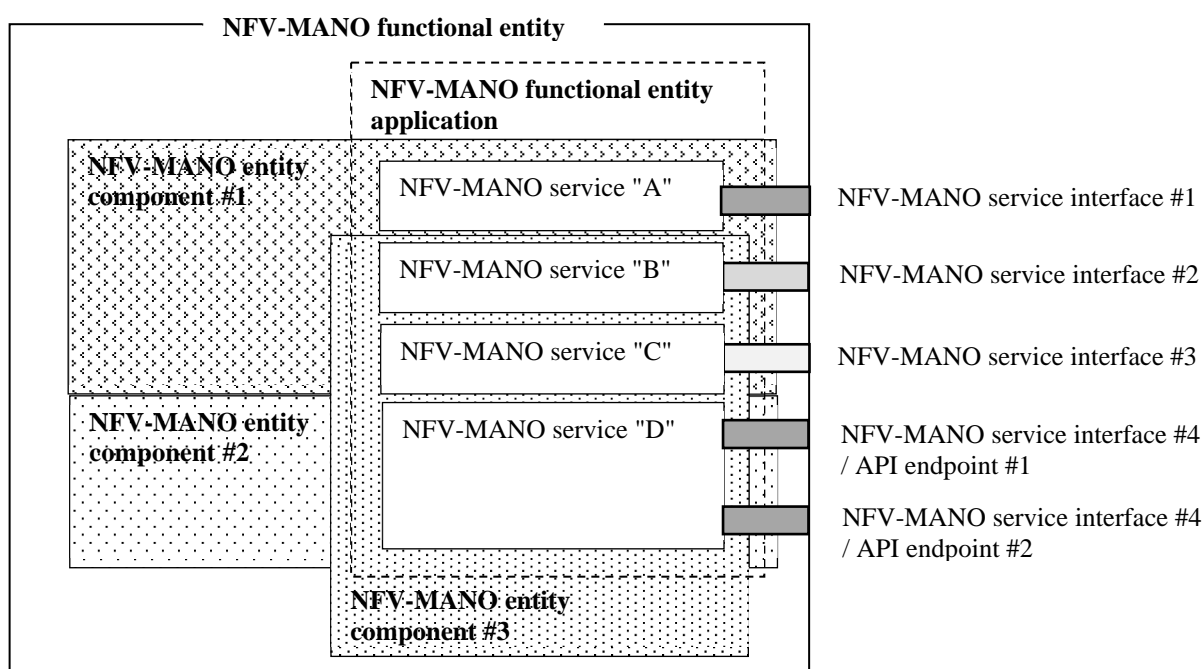 NFV-MANO functional entity
NFV-MANO functional entity
application
NFV-MANO entity
component #1
NFV-MANO service "A"
NFV-MANO service interface #1
NFV-MANO service "B"
NFV-MANO service interface #2
NFV-MANO service "C"
NFV-MANO service interface #3
NFV-MANO entity
component #2
NFV-MANO service "D"
NFV-MANO service interface #4
/ API endpoint #1
NFV-MANO service interface #4
/ API endpoint #2
NFV-MANO entity
component #3